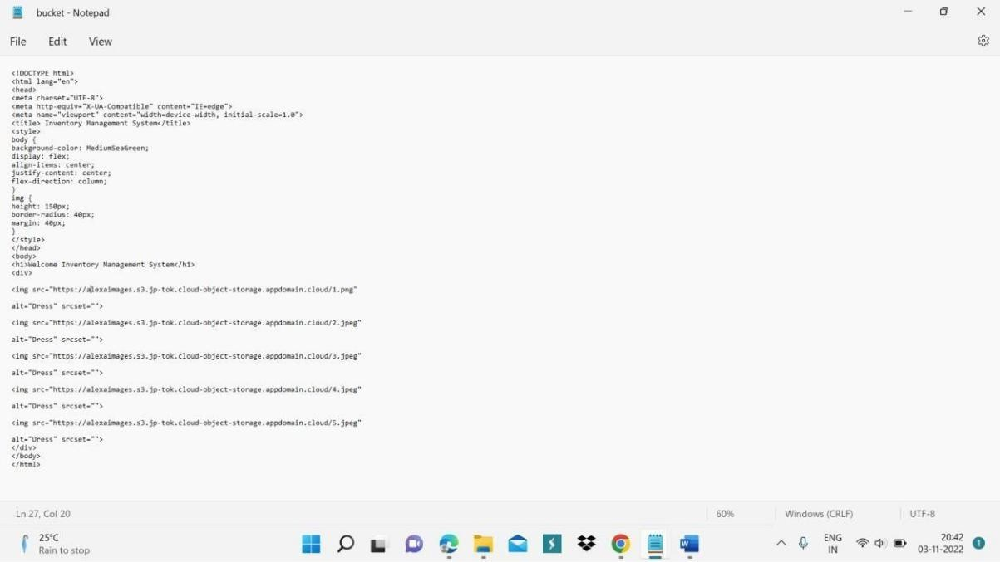 bucket - Notepad
File Edit View
<!DOCTYPE html>
<html lang="en">
<head>
<meta charset="UTF-8">
<meta http-equiv="X-UA-Compatible" content="IE=edge">
<meta name="viewport" content="width=device-width, initial-scale=1.0">
<title> Inventory Management System</title>
<style>
body {
background-color: MediumSeaGreen;
display: flex;
align-items: center;
justify-content: center;
flex-direction: column;
}
img {
height: 150px;
border-radius: 40px;
margin: 40px;
}
</style>
</head>
<body>
<h1>Welcome Inventory Management System</h1>
<div>
<img src="https://alexaimages.s3.jp-tok.cloud-object-storage.appdomain.cloud/1.png"
alt="Dress" srcset="">
<img src="https://alexaimages.s3.jp-tok.cloud-object-storage.appdomain.cloud/2.jpeg"
alt="Dress" srcset="">
<img src="https://alexaimages.s3.jp-tok.cloud-object-storage.appdomain.cloud/3.jpeg"
alt="Dress" srcset="">
<img src="https://alexaimages.s3.jp-tok.cloud-object-storage.appdomain.cloud/4.jpeg"
alt="Dress" srcset="">
<img src="https://alexaimages.s3.jp-tok.cloud-object-storage.appdomain.cloud/5.jpeg"
alt="Dress" srcset="">
</div>
</body>
</html>
Ln 27, Col 20 60% Windows (CRLF) UTF-8
25°C
Rain to stop
W
ENG
IN
20:42
03-11-2022
1